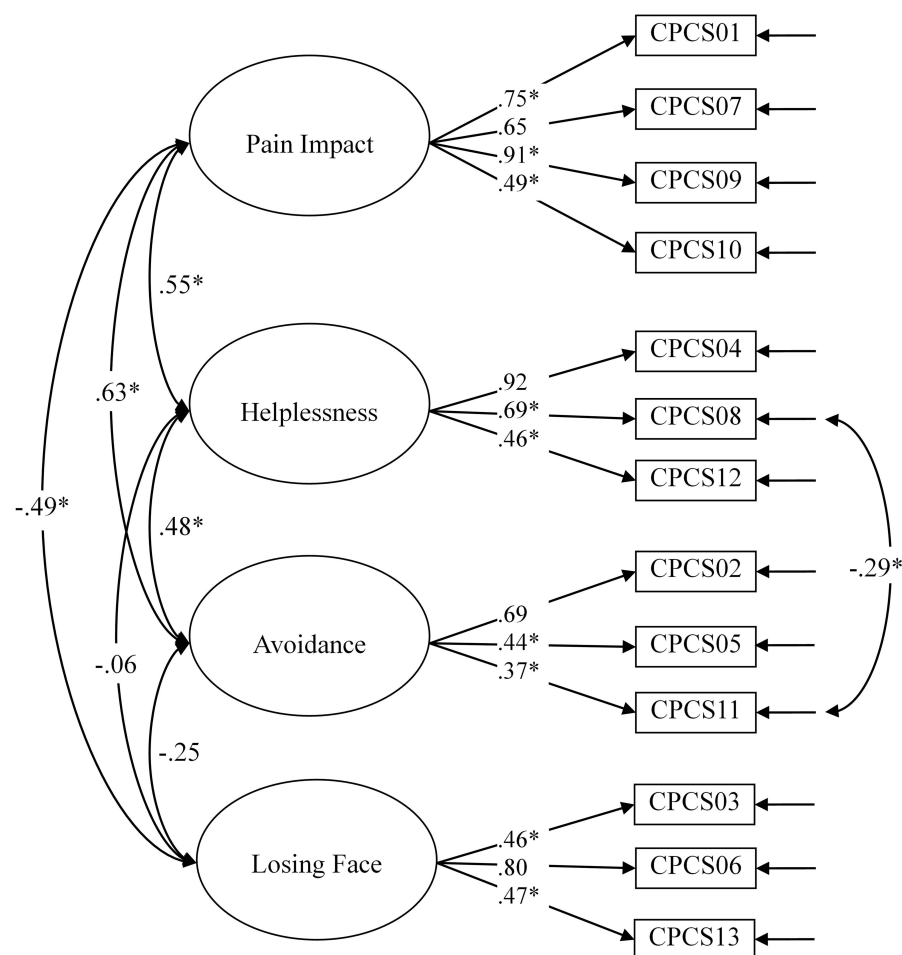 CPCS01
.75*
CPCS07
.65
Pain Impact
.91*
CPCS09
.49*
CPCS10
.55*
CPCS04
.92
.63*
Helplessness
.69*
CPCS08
.46*
CPCS12
-.49*
.48*
CPCS02
-.29*
.69
Avoidance
.44*
CPCS05
.37*
-.06
CPCS11
-.25
CPCS03
.46*
Losing Face
.80
CPCS06
.47*
CPCS13